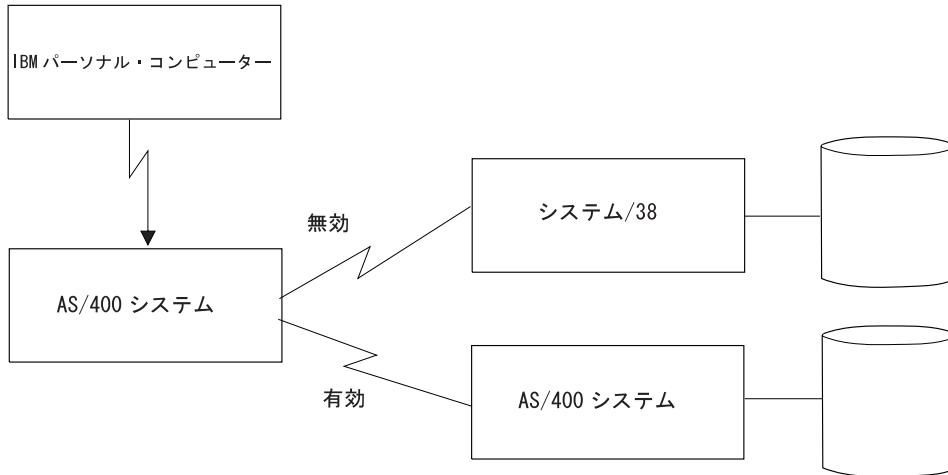 IBM パーソナル・コンピューター
無効
システム/38
AS/400 システム
有効
AS/400 システム